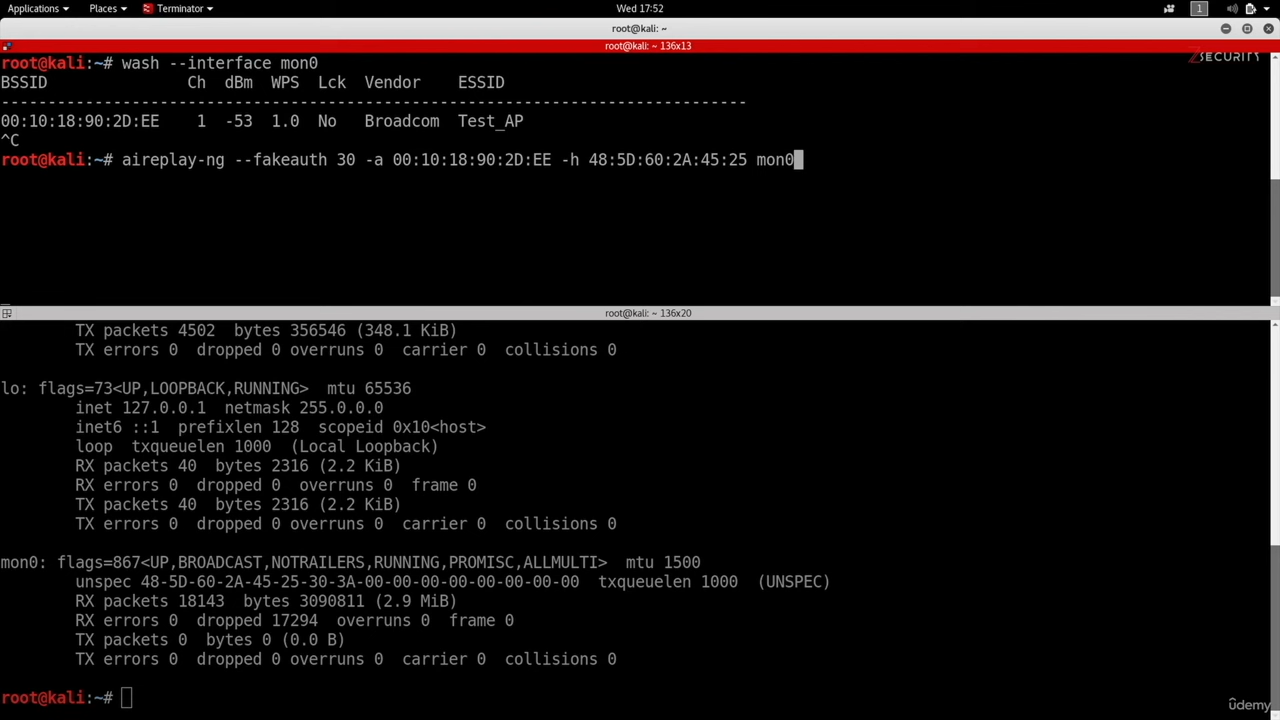 Applications Places Terminator Wed 17:52 1
root@kali: ~
root@kali: ~ 136x13
ZSECURITY
root@kali:~# wash --interface mon0
BSSID Ch dBm WPS Lck Vendor ESSID
--------------------------------------------------------------------------------
00:10:18:90:2D:EE 1 -53 1.0 No Broadcom Test_AP
^C
root@kali:~# aireplay-ng --fakeauth 30 -a 00:10:18:90:2D:EE -h 48:5D:60:2A:45:25 mon0
root@kali: ~ 136x20
TX packets 4502 bytes 356546 (348.1 KiB)
TX errors 0 dropped 0 overruns 0 carrier 0 collisions 0
lo: flags=73<UP,LOOPBACK,RUNNING> mtu 65536
inet 127.0.0.1 netmask 255.0.0.0
inet6 ::1 prefixlen 128 scopeid 0x10<host>
loop txqueuelen 1000 (Local Loopback)
RX packets 40 bytes 2316 (2.2 KiB)
RX errors 0 dropped 0 overruns 0 frame 0
TX packets 40 bytes 2316 (2.2 KiB)
TX errors 0 dropped 0 overruns 0 carrier 0 collisions 0
mon0: flags=867<UP,BROADCAST,NOTRAILERS,RUNNING,PROMISC,ALLMULTI> mtu 1500
unspec 48-5D-60-2A-45-25-30-3A-00-00-00-00-00-00-00-00 txqueuelen 1000 (UNSPEC)
RX packets 18143 bytes 3090811 (2.9 MiB)
RX errors 0 dropped 17294 overruns 0 frame 0
TX packets 0 bytes 0 (0.0 B)
TX errors 0 dropped 0 overruns 0 carrier 0 collisions 0
root@kali:~#
ûdemy